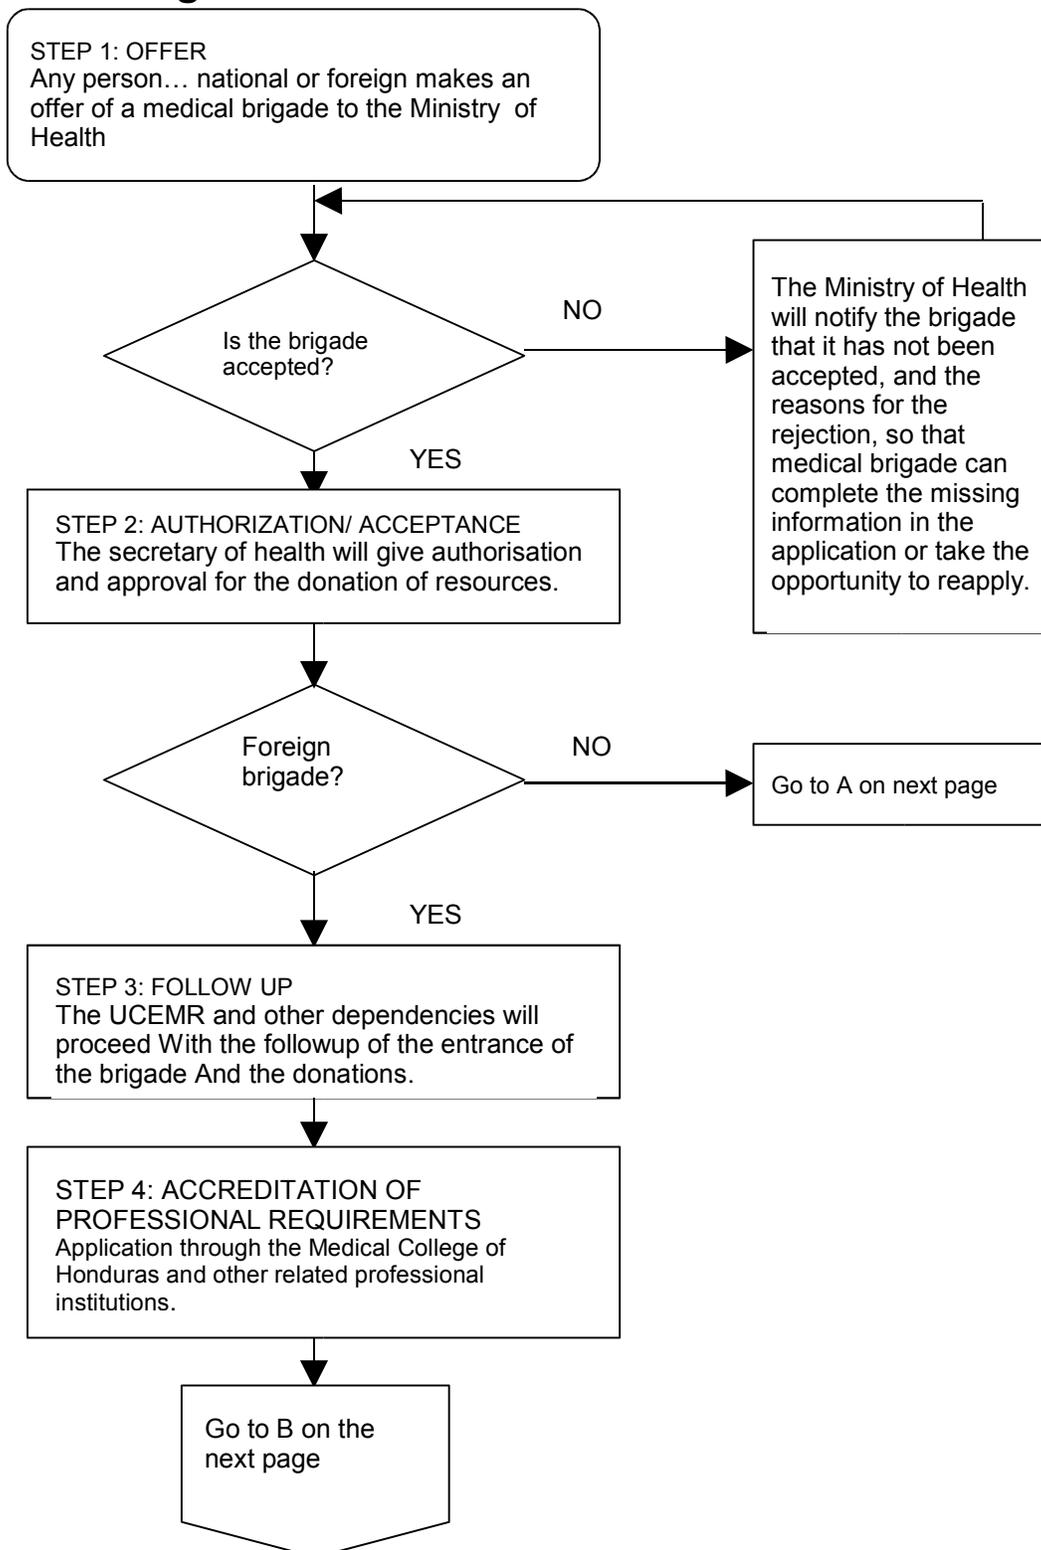 STEP 1: OFFER
Any person… national or foreign makes an
offer of a medical brigade to the Ministry of
Health
NO
Is the brigade
accepted?
The Ministry of Health
will notify the brigade
that it has not been
accepted, and the
reasons for the
rejection, so that
medical brigade can
complete the missing
information in the
application or take the
opportunity to reapply.
YES
STEP 2: AUTHORIZATION/ ACCEPTANCE
The secretary of health will give authorisation
and approval for the donation of resources.
Foreign
brigade?
NO
Go to A on next page
YES
STEP 3: FOLLOW UP
The UCEMR and other dependencies will
proceed With the followup of the entrance of
the brigade And the donations.
STEP 4: ACCREDITATION OF
PROFESSIONAL REQUIREMENTS
Application through the Medical College of
Honduras and other related professional
institutions.
Go to B on the
next page